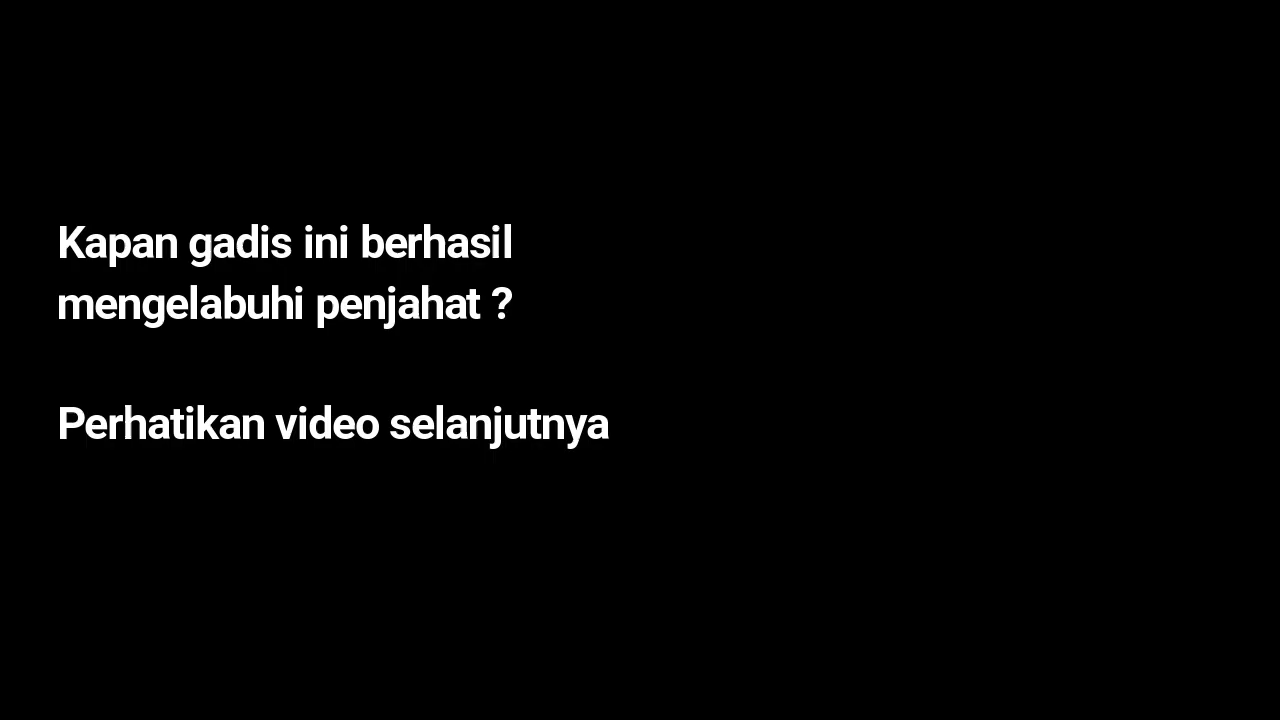 Kapan gadis ini berhasil
mengelabuhi penjahat ?
Perhatikan video selanjutnya